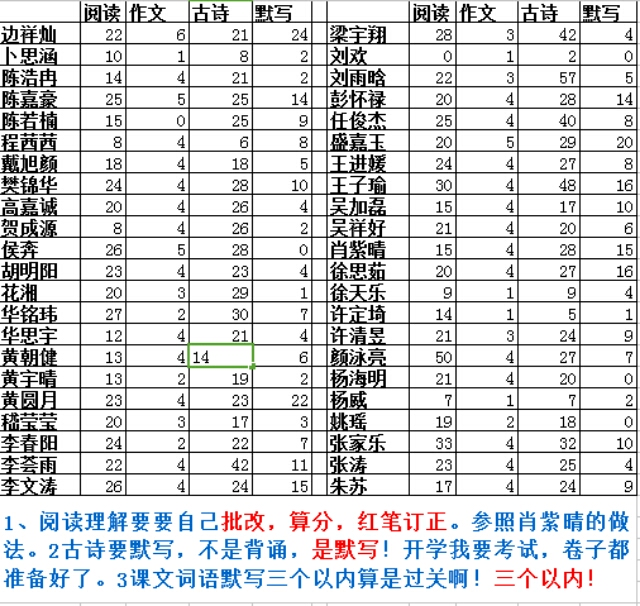 阅读 作文 古诗 默写 阅读 作文 古诗 默写
边祥灿 22 6 21 24 梁宇翔 28 3 42 4
卜思涵 10 1 8 2 刘欢 0 1 2 0
陈浩冉 14 4 21 2 刘雨晗 22 3 57 5
陈嘉豪 25 5 25 14 彭怀禄 20 4 28 14
陈若楠 15 0 25 9 任俊杰 25 4 40 8
程茜茜 8 4 6 8 盛嘉玉 20 5 29 20
戴旭颜 18 4 18 5 王进媛 24 4 27 8
樊锦华 24 4 28 10 王子瑜 30 4 48 16
高嘉诚 20 4 26 4 吴加磊 15 4 17 10
贺成源 8 4 26 2 吴祥好 21 4 20 6
侯奔 26 5 28 0 肖紫晴 15 4 28 15
胡明阳 23 4 23 4 徐思茹 20 4 27 16
花湘 20 3 29 1 徐天乐 9 1 9 4
华铭玮 27 2 30 7 许定埼 14 1 5 1
华思宇 12 4 21 4 许清昱 21 3 24 9
黄朝健 13 4 14 6 颜泳亮 50 4 27 7
黄宇晴 13 2 19 2 杨海明 21 4 20 0
黄圆月 23 4 23 22 杨威 7 1 7 2
嵇莹莹 20 3 17 3 姚瑶 19 2 18 0
李春阳 24 2 22 7 张家乐 33 4 32 10
李荟雨 22 4 42 11 张涛 23 4 25 4
李文涛 26 4 24 15 朱苏 17 4 24 9
1、阅读理解要要自己批改，算分，红笔订正。参照肖紫晴的做
法。2古诗要默写，不是背诵，是默写！开学我要考试，卷子都
准备好了。3课文词语默写三个以内算是过关啊！三个以内！